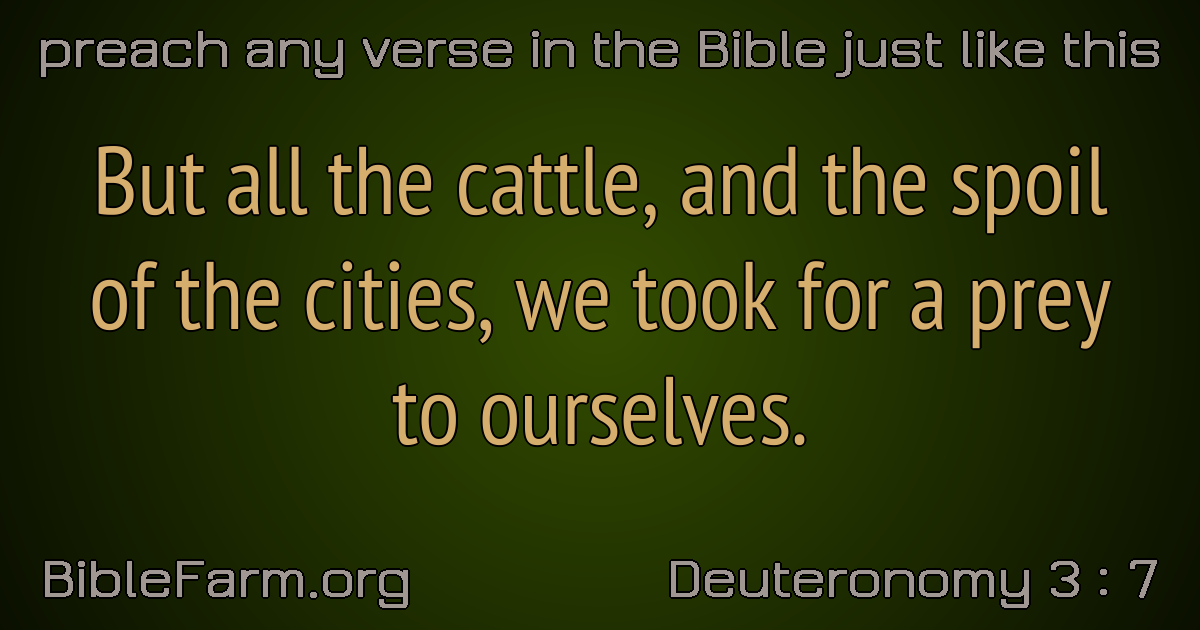 preach any verse in the Bible just like this
But all the cattle, and the spoil
of the cities, we took for a prey
to ourselves.
BibleFarm.org
Deuteronomy 3 : 7